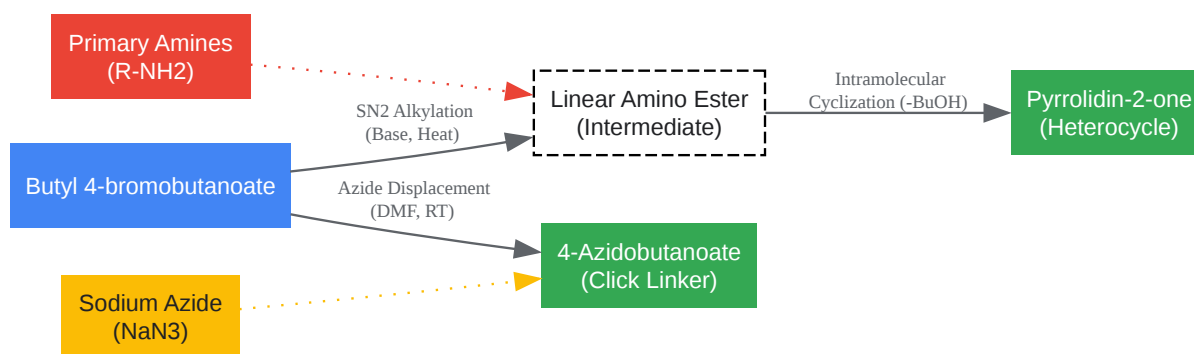 Primary Amines
(R-NH2)
SN2 Alkylation
(Base, Heat)
Linear Amino Ester
(Intermediate)
Intramolecular
Cyclization (-BuOH)
Pyrrolidin-2-one
(Heterocycle)
Butyl 4-bromobutanoate
Azide Displacement
(DMF, RT)
4-Azidobutanoate
(Click Linker)
Sodium Azide
(NaN3)